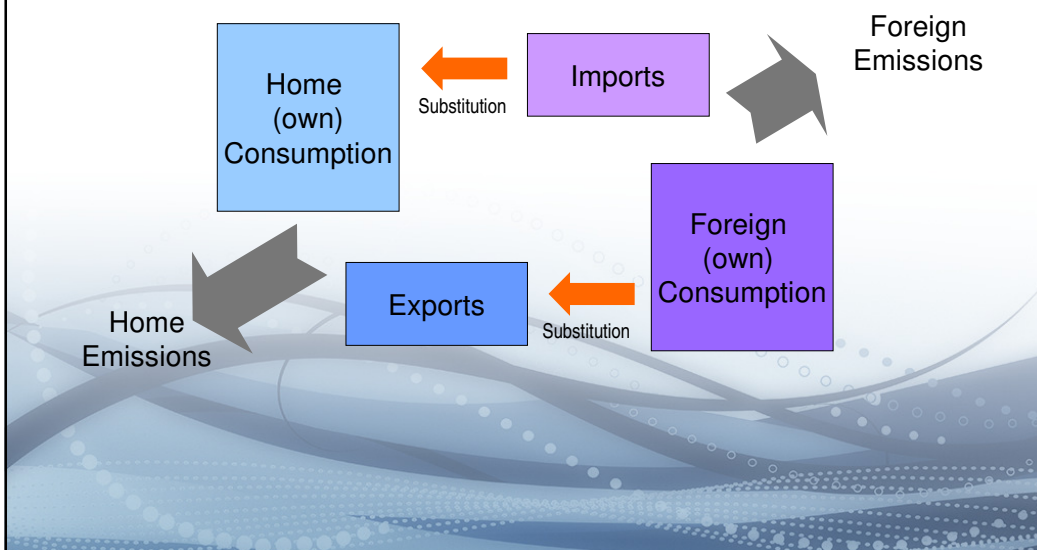 Home
(own)
Consumption
Substitution
Imports
Foreign
Emissions
Home
Emissions
Exports
Substitution
Foreign
(own)
Consumption